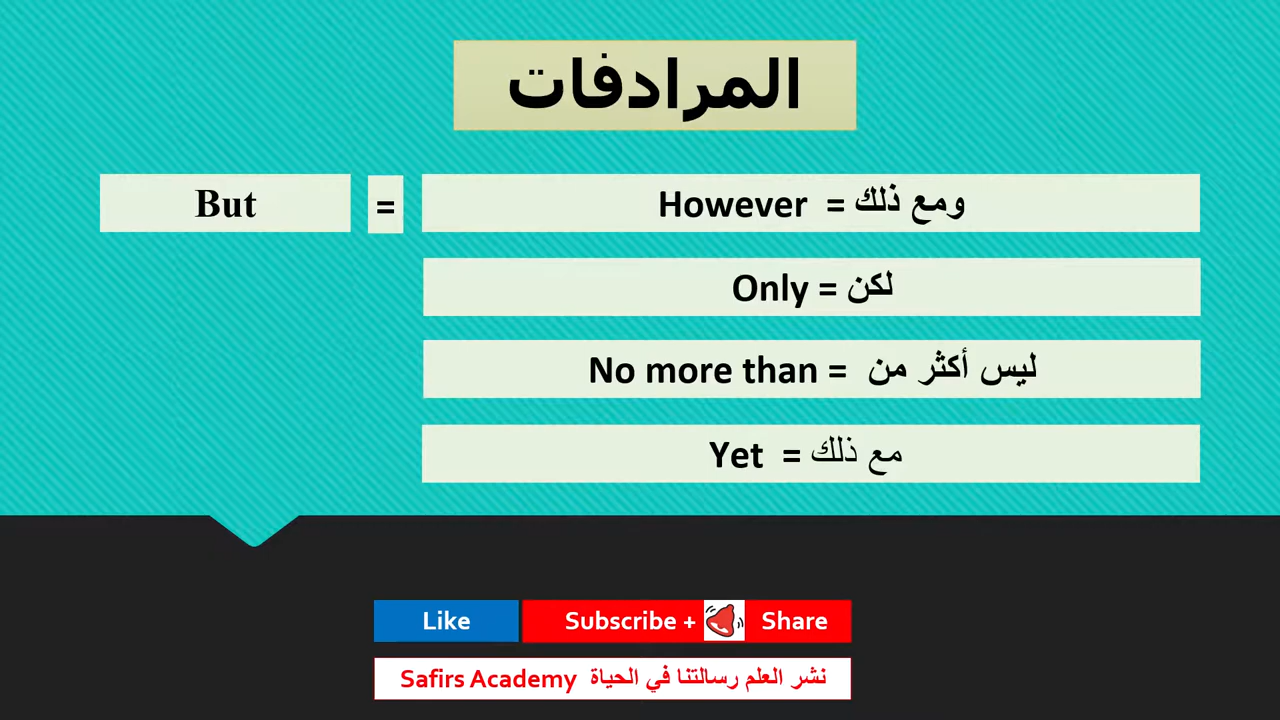 المرادفات
But = However = ومع ذلك
Only = لكن
No more than = ليس أكثر من
Yet = مع ذلك
Like Subscribe + Share
Safirs Academy نشر العلم رسالتنا في الحياة